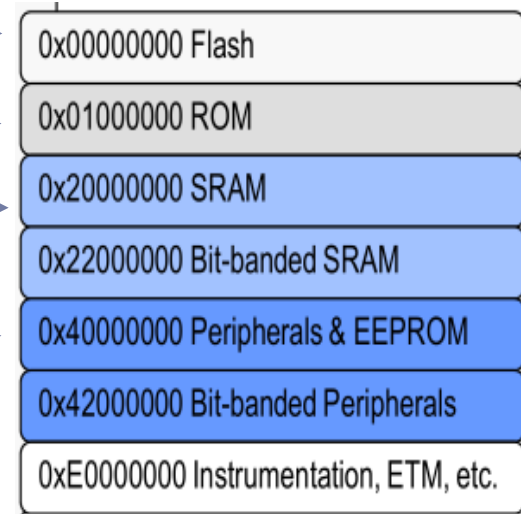 0x00000000 Flash
0x01000000 ROM
0x20000000 SRAM
0x22000000 Bit-banded SRAM
0x40000000 Peripherals & EEPROM
0x42000000 Bit-banded Peripherals
0xE0000000 Instrumentation, ETM, etc.